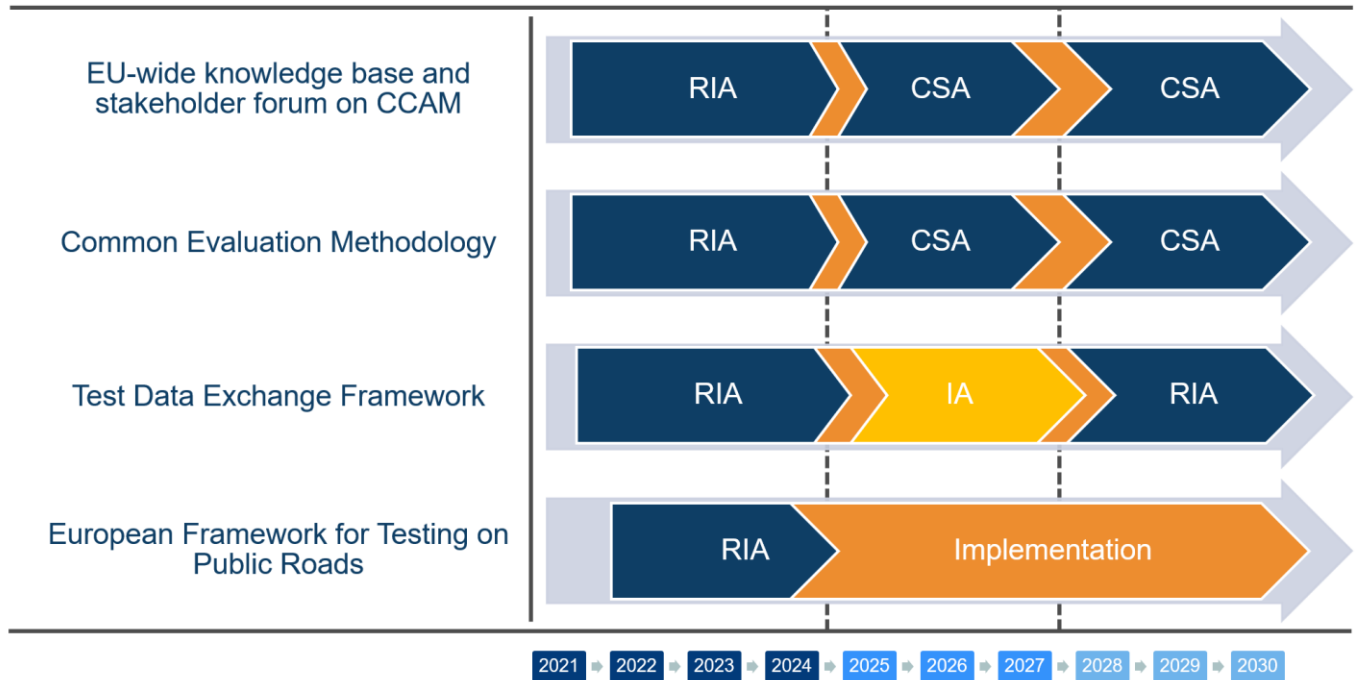 EU-wide knowledge base and
stakeholder forum on CCAM
RIA
CSA
CSA
Common Evaluation Methodology
RIA
CSA
CSA
Test Data Exchange Framework
RIA
IA
RIA
European Framework for Testing on
Public Roads
RIA
Implementation
2021
2022
2023
2024
2025
2026
2027
2028
2029
2030